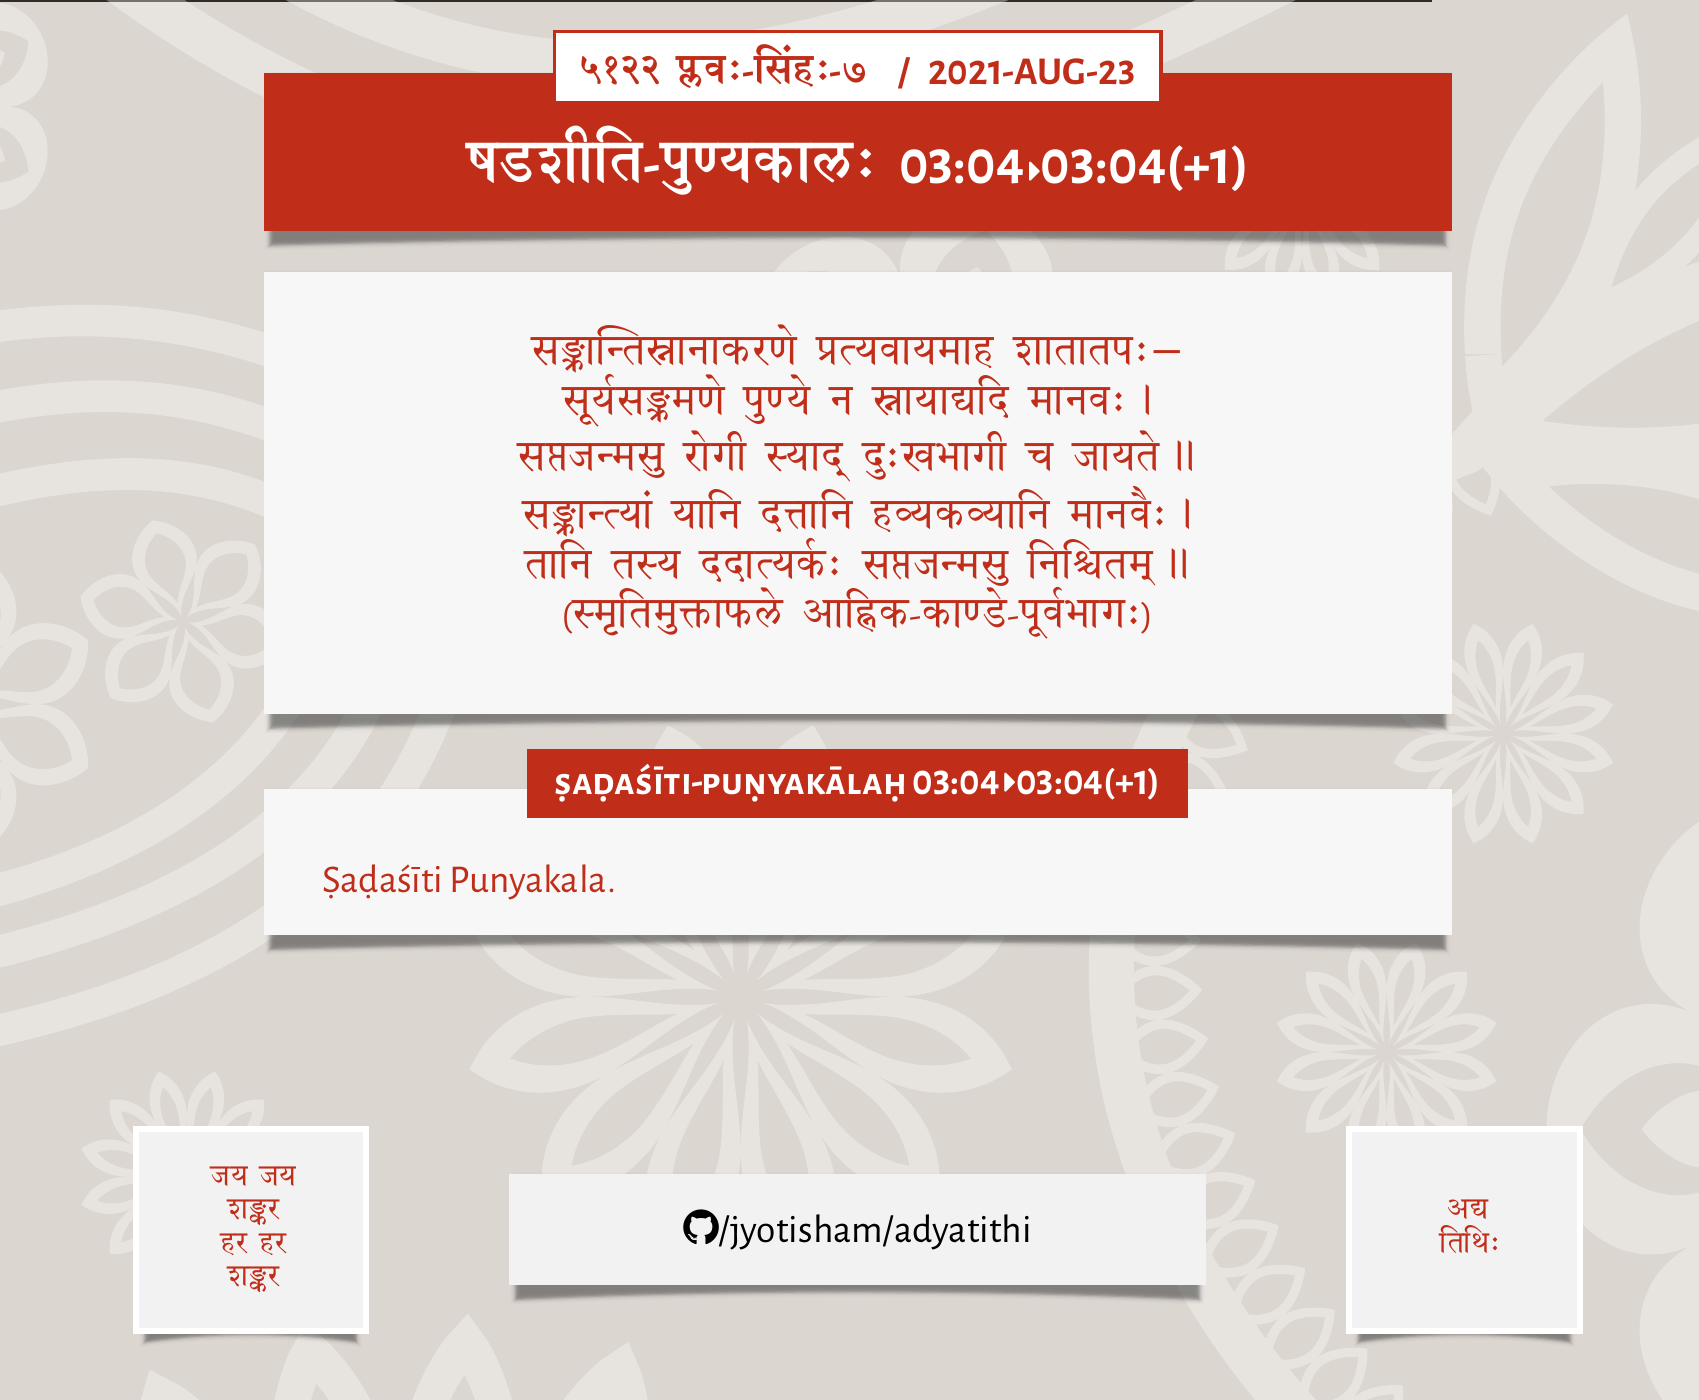 ५१२२ प्लवः-सिंहः-७ / 2021-AUG-23
षडशीति-पुण्यकालः 03:04▸03:04(+1)
सङ्क्रान्तिस्नानाकरणे प्रत्यवायमाह शातातपः—
सूर्यसङ्क्रमणे पुण्ये न स्नायाद्यदि मानवः ।
सप्तजन्मसु रोगी स्याद् दुःखभागी च जायते ॥
सङ्क्रान्त्यां यानि दत्तानि हव्यकव्यानि मानवैः ।
तानि तस्य ददात्यर्कः सप्तजन्मसु निश्चितम् ॥
(स्मृतिमुक्ताफले आह्निक-काण्डे-पूर्वभागः)
ṢAḌAŚĪTI-PUṆYAKĀLAḤ 03:04▸03:04(+1)
Ṣaḍaśīti Punyakala.
जय जय
शङ्कर
हर हर
शङ्कर
/jyotisham/adyatithi
अद्य
तिथिः